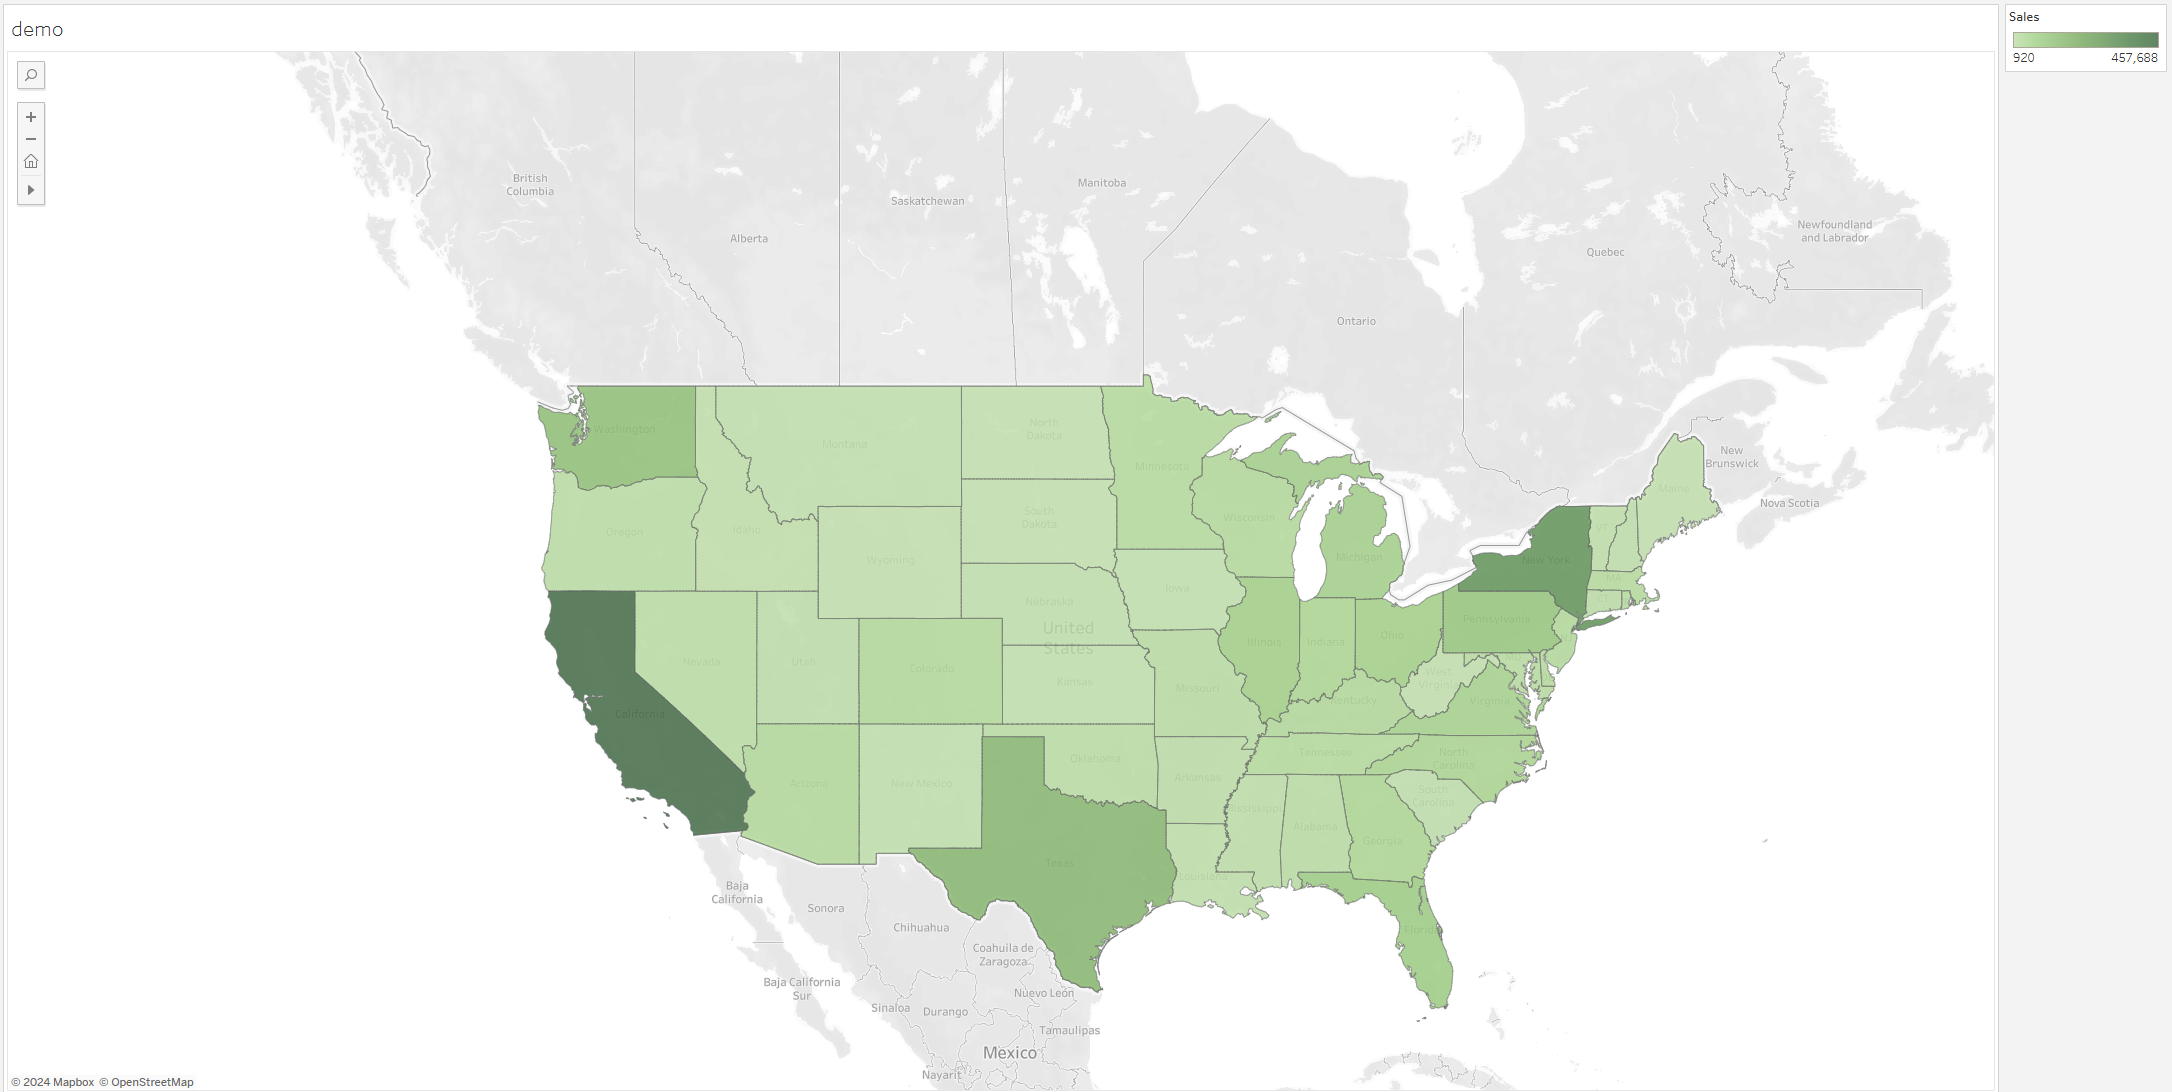 demo
Sales
920
457,688
British
Columbia
Alberta
Saskatchewan
Manitoba
Ontario
Quebec
Newfoundland
and Labrador
New
Brunswick
Nova Scotia
Washington
Montana
North
Dakota
Minnesota
Maine
Oregon
Idaho
South
Dakota
Wisconsin
Michigan
VT
New York
Wyoming
MA
Iowa
Nebraska
CT
Pennsylvania
United
States
Nevada
Utah
Colorado
Illinois
Indiana
Ohio
Kansas
West
Virginia
Missouri
Kentucky
Virginia
California
Arizona
New Mexico
Oklahoma
Tennessee
North
Carolina
Arkansas
South
Carolina
Mississippi
Alabama
Georgia
Texas
Louisiana
Florida
Baja
California
Sonora
Chihuahua
Coahuila de
Zaragoza
Baja California
Sur
Nuevo León
Sinaloa
Durango
Tamaulipas
Mexico
Nayarit
© 2024 Mapbox © OpenStreetMap